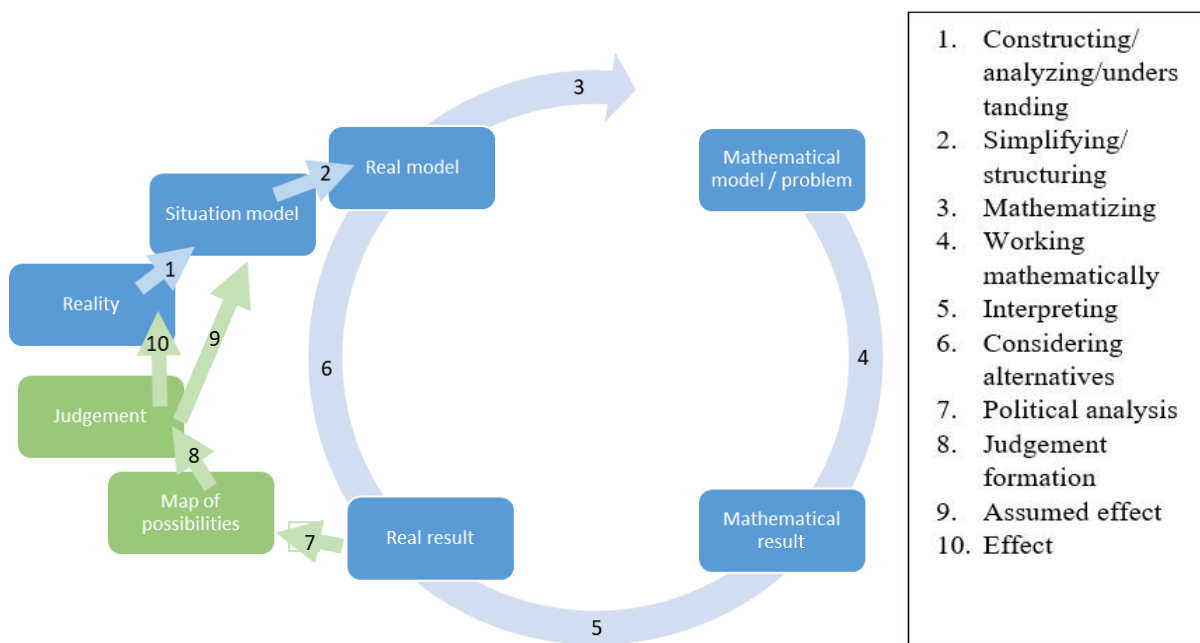 3
Real model
Mathematical
model / problem
2
Situation model
1
Reality
9
10
6
4
Judgement
8
Map of
possibilities
7
Real result
Mathematical
result
5
1. Constructing/
analyzing/unders
tanding
2. Simplifying/
structuring
3. Mathematizing
4. Working
mathematically
5. Interpreting
6. Considering
alternatives
7. Political analysis
8. Judgement
formation
9. Assumed effect
10. Effect